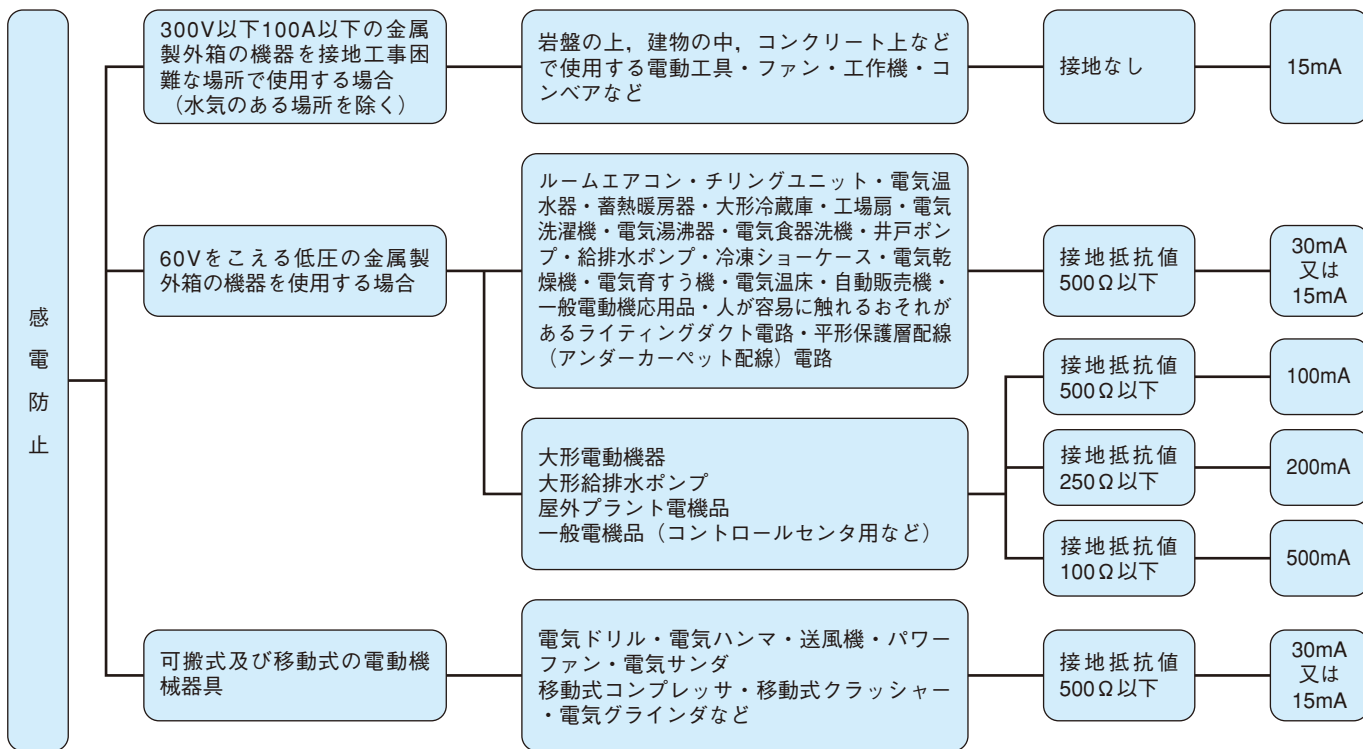 感電防止
300V以下100A以下の金属
製外箱の機器を接地工事困
難な場所で使用する場合
（水気のある場所を除く）
岩盤の上，建物の中，コンクリート上など
で使用する電動工具・ファン・工作機・コ
ンベアなど
接地なし
15mA
60Vをこえる低圧の金属製
外箱の機器を使用する場合
ルームエアコン・チリングユニット・電気温
水器・蓄熱暖房器・大形冷蔵庫・工場扇・電気
洗濯機・電気湯沸器・電気食器洗機・井戸ポン
プ・給排水ポンプ・冷凍ショーケース・電気乾
燥機・電気育すう機・電気温床・自動販売機・
一般電動機応用品・人が容易に触れるおそれが
あるライティングダクト電路・平形保護層配線
（アンダーカーペット配線）電路
接地抵抗値
500Ω以下
30mA
又は
15mA
大形電動機器
大形給排水ポンプ
屋外プラント電機品
一般電機品（コントロールセンタ用など）
接地抵抗値
500Ω以下
100mA
接地抵抗値
250Ω以下
200mA
接地抵抗値
100Ω以下
500mA
可搬式及び移動式の電動機
械器具
電気ドリル・電気ハンマ・送風機・パワー
ファン・電気サンダ
移動式コンプレッサ・移動式クラッシャー
・電気グラインダなど
接地抵抗値
500Ω以下
30mA
又は
15mA